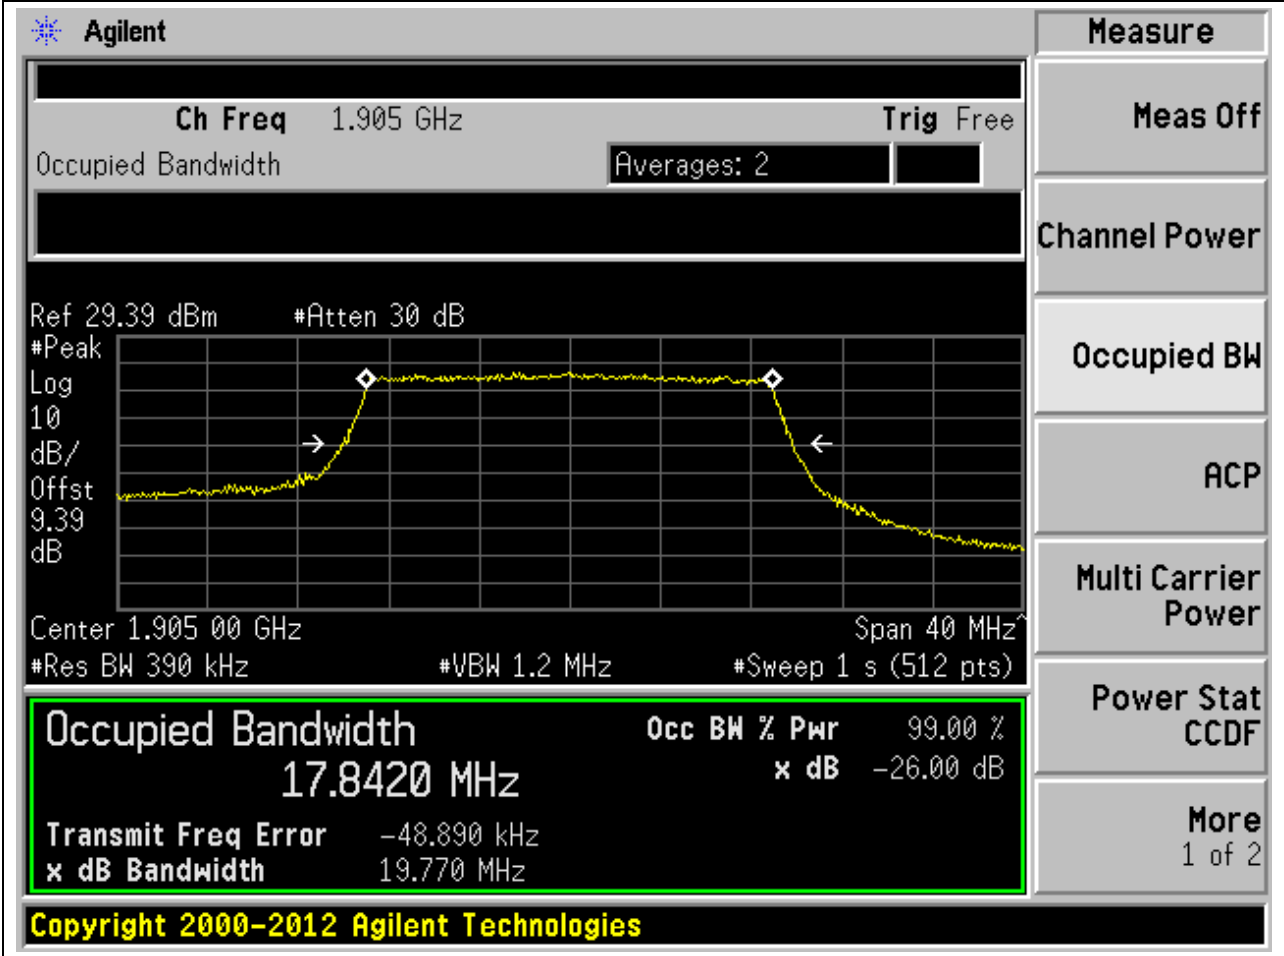 Agilent
Measure
Ch Freq 1.905 GHz Trig Free
Occupied Bandwidth Averages: 2
Meas Off
Channel Power
Occupied BW
ACP
Multi Carrier
Power
Power Stat
CCDF
More
1 of 2
Ref 29.39 dBm #Atten 30 dB
#Peak
Log
10
dB/
Offst
9.39
dB
Center 1.905 00 GHz Span 40 MHz^
#Res BW 390 kHz #VBW 1.2 MHz #Sweep 1 s (512 pts)
Occupied Bandwidth Occ BW % Pwr 99.00 %
17.8420 MHz x dB -26.00 dB
Transmit Freq Error -48.890 kHz
x dB Bandwidth 19.770 MHz
Copyright 2000-2012 Agilent Technologies